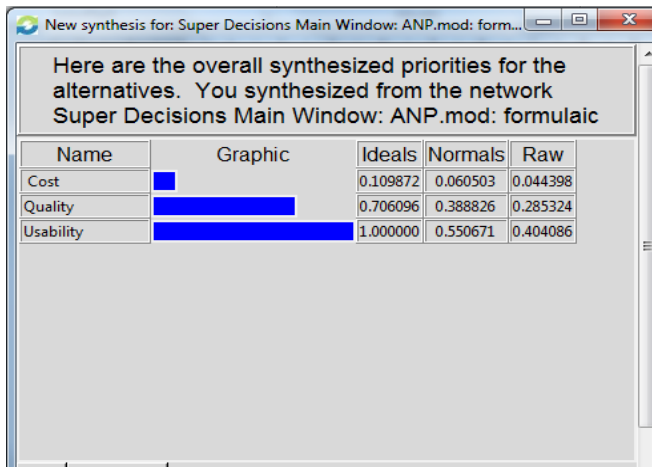 New synthesis for: Super Decisions Main Window: ANP.mod: form...
Here are the overall synthesized priorities for the
alternatives. You synthesized from the network
Super Decisions Main Window: ANP.mod: formulaic
Name Graphic Ideals Normals Raw
Cost 0.109872 0.060503 0.044398
Quality 0.706096 0.388826 0.285324
Usability 1.000000 0.550671 0.404086